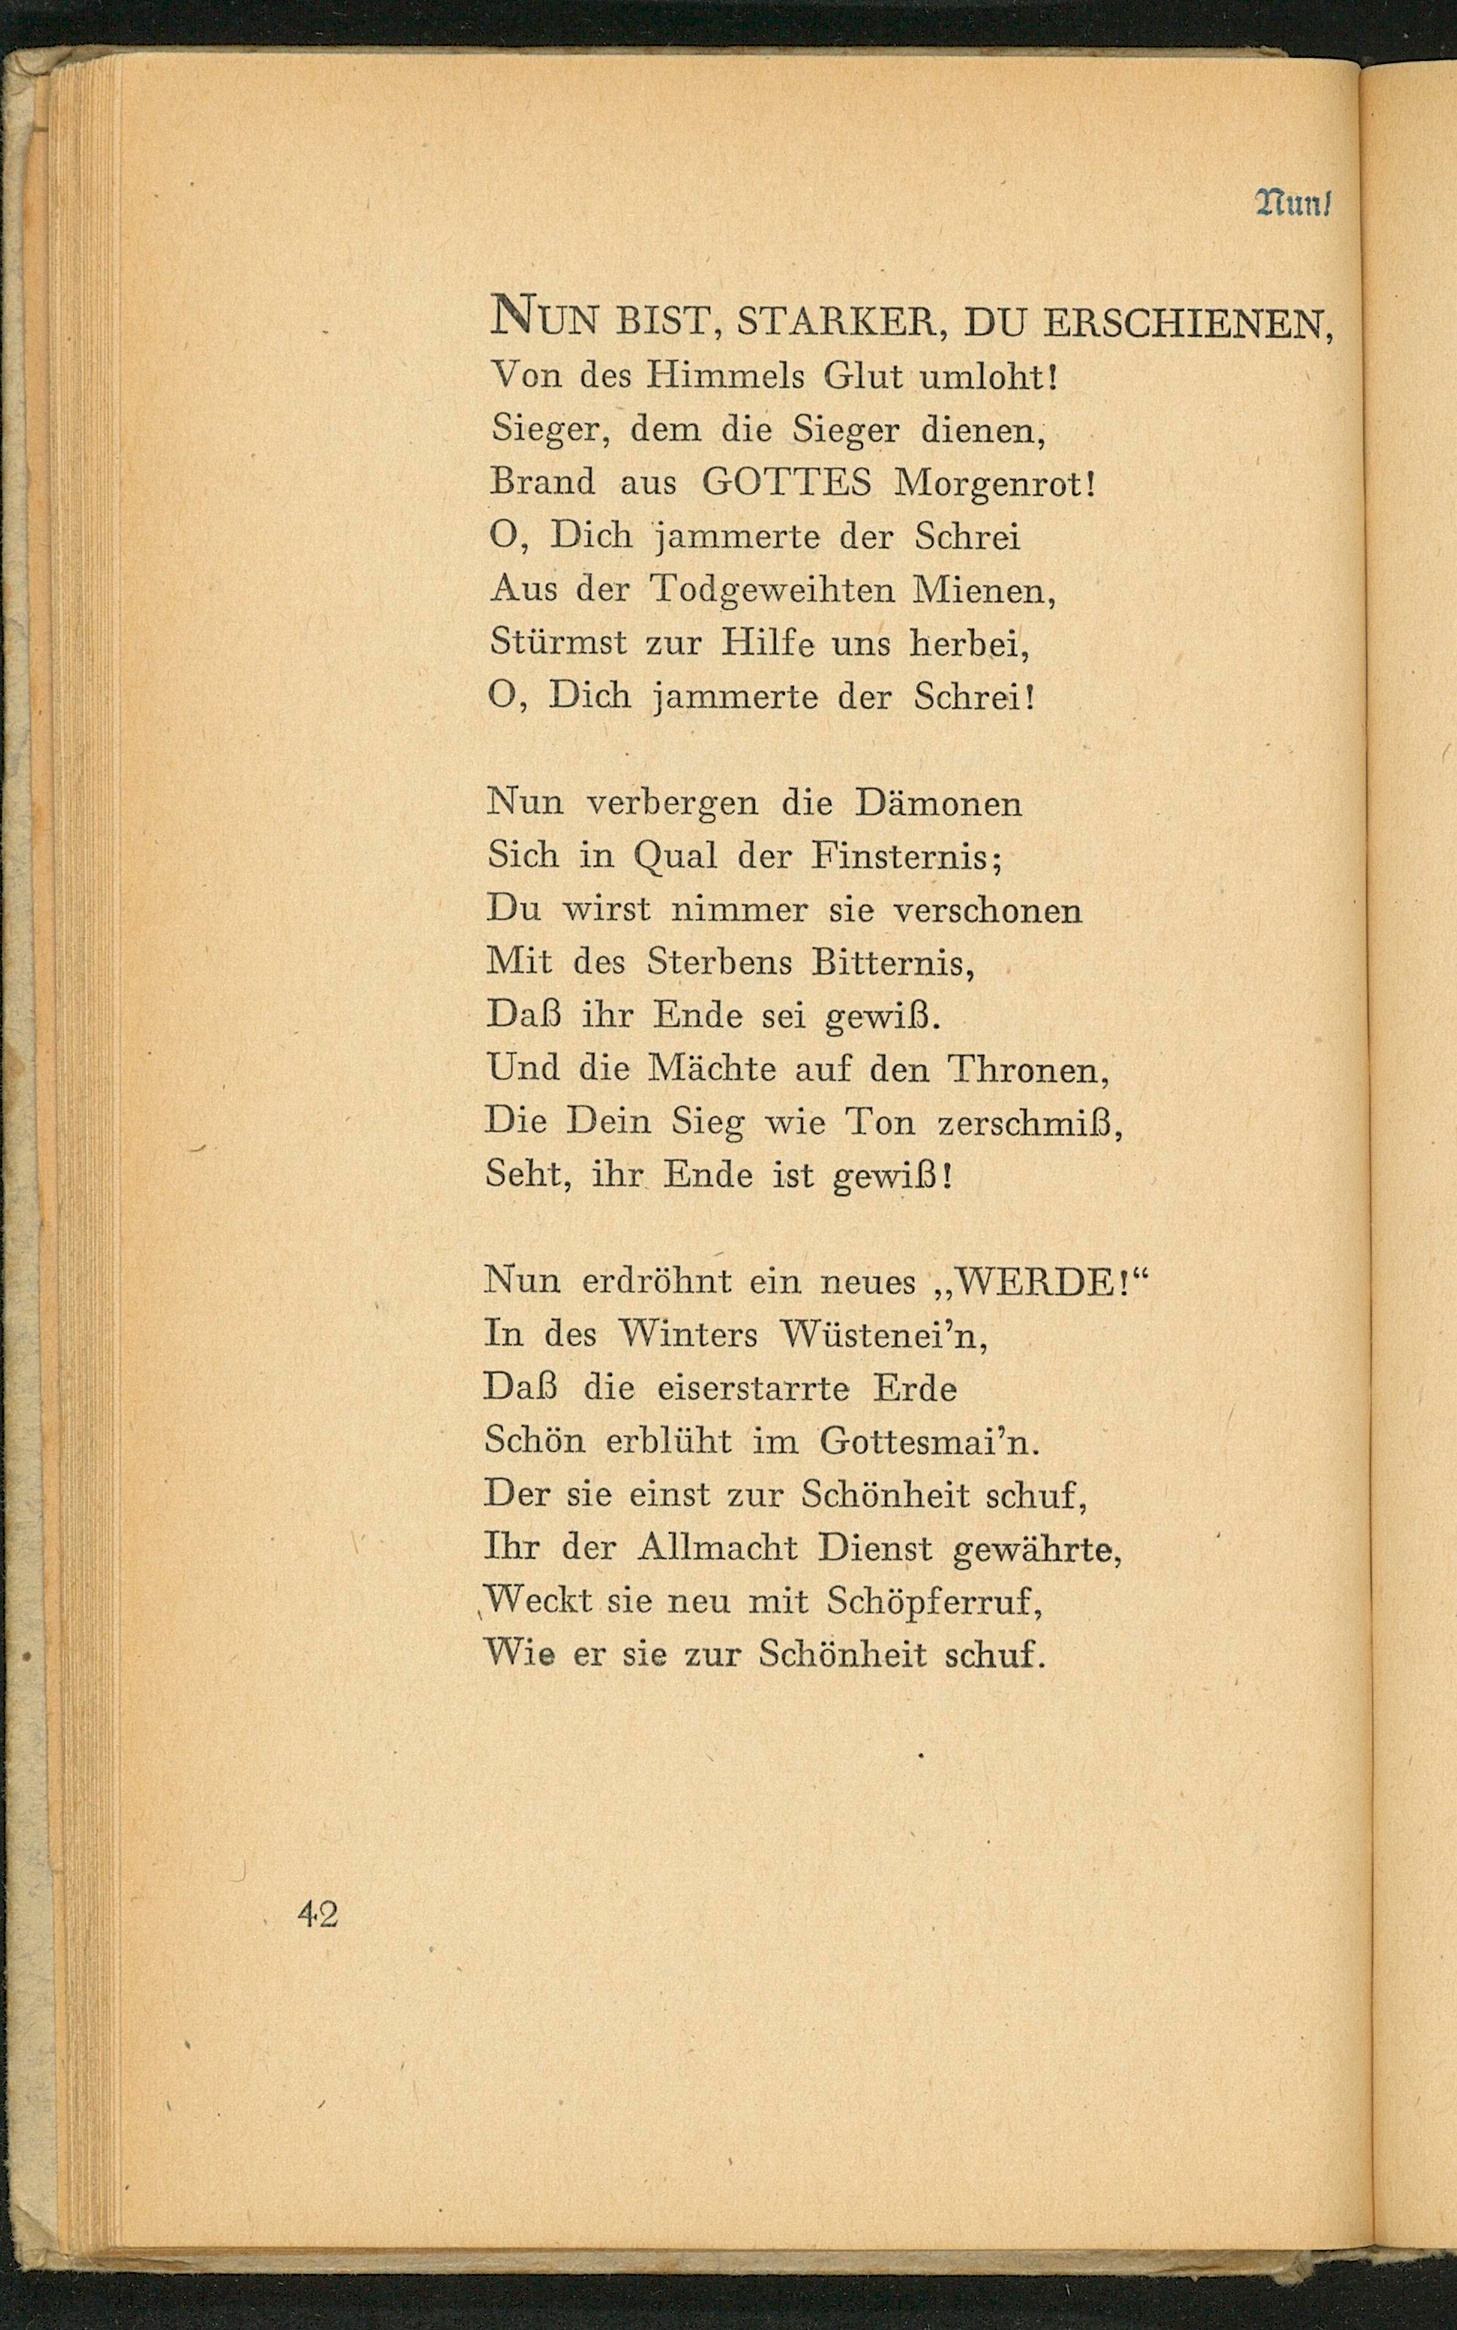 Nun!
NUN BIST, STARKER, DU ERSCHIENEN,
Von des Himmels Glut umloht!
Sieger, dem die Sieger dienen,
Brand aus GOTTES Morgenrot!
O, Dich jammerte der Schrei
Aus der Todgeweihten Mienen,
Stürmst zur Hilfe uns herbei,
O, Dich jammerte der Schrei!
Nun verbergen die Dämonen
Sich in Qual der Finsternis;
Du wirst nimmer sie verschonen
Mit des Sterbens Bitternis,
Daß ihr Ende sei gewiß.
Und die Mächte auf den Thronen,
Die Dein Sieg wie Ton zerschmiß,
Seht, ihr Ende ist gewiß!
Nun erdröhnt ein neues „WERDE!“
In des Winters Wüstenei’n,
Daß die eiserstarrte Erde
Schön erblüht im Gottesmai’n.
Der sie einst zur Schönheit schuf,
Ihr der Allmacht Dienst gewährte,
Weckt sie neu mit Schöpferruf,
Wie er sie zur Schönheit schuf.
42